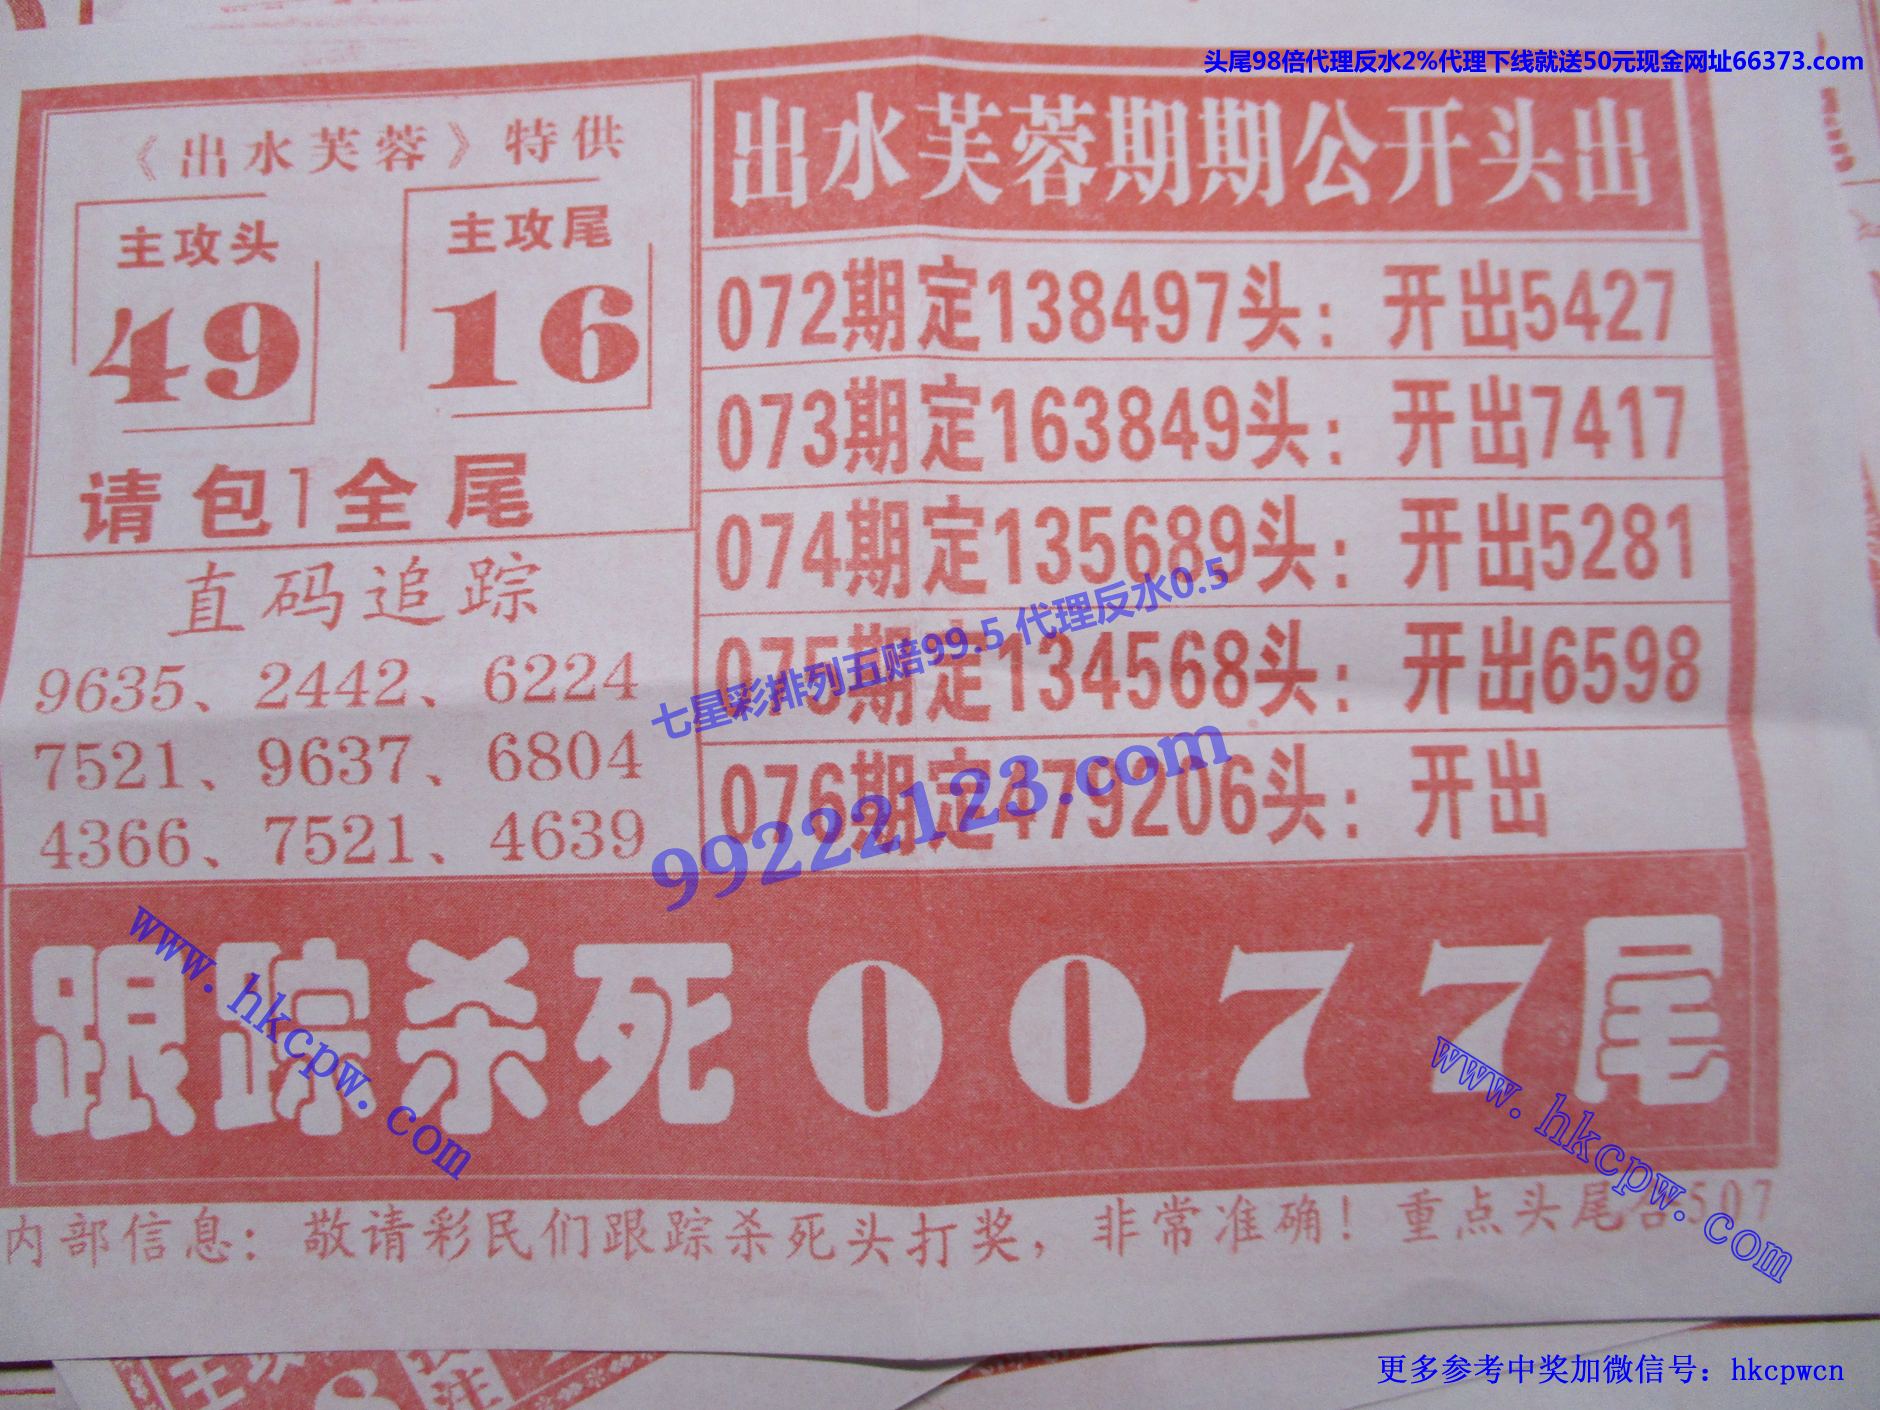 头尾98倍代理反水2%代理下线就送50元现金网址66373.com
《出水芙蓉》特供
主攻头
49
主攻尾
16
请包1全尾
直码追踪
9635、2442、6224
7521、9637、6804
4366、7521、4639
出水芙蓉期期公开头出
072期定138497头：开出5427
073期定163849头：开出7417
074期定135689头：开出5281
075期定134568头：开出6598
076期定479206头：开出
七星彩排列五赔99.5 代理反水0.5
99222123.com
跟踪杀死0077尾
www.hkcpw.com
www.hkcpw.com
内部信息：敬请彩民们跟踪杀死头打奖，非常准确！重点头尾合507
更多参考中奖加微信号：hkcpwcn